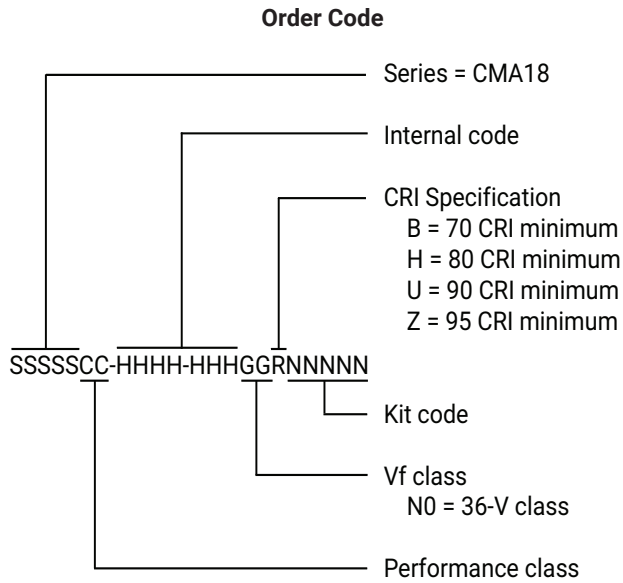 Order Code
Series = CMA18
Internal code
CRI Specification
B = 70 CRI minimum
H = 80 CRI minimum
U = 90 CRI minimum
Z = 95 CRI minimum
SSSSSCC-HHHH-HHHGGRNNNNN
Kit code
Vf class
N0 = 36-V class
Performance class